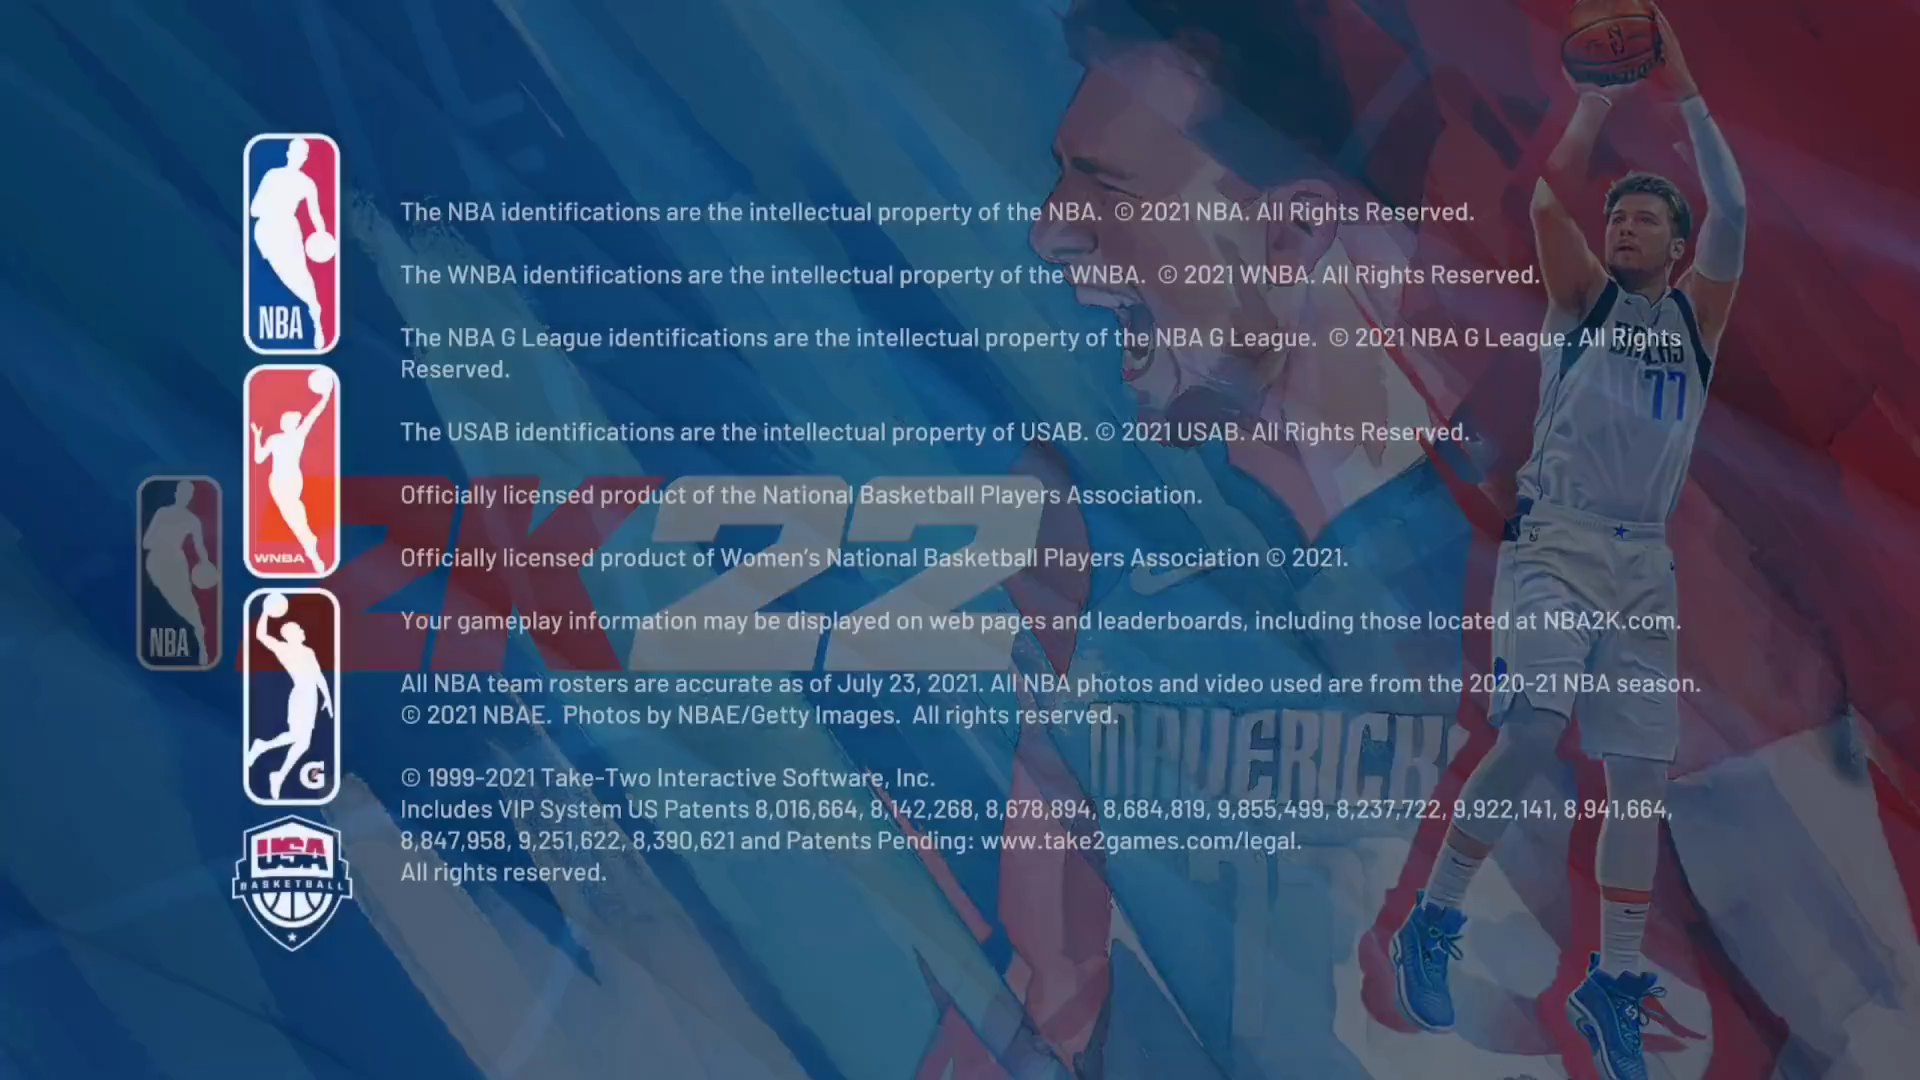 NBA
The NBA identifications are the intellectual property of the NBA. © 2021 NBA. All Rights Reserved.
The WNBA identifications are the intellectual property of the WNBA. © 2021 WNBA. All Rights Reserved.
The NBA G League identifications are the intellectual property of the NBA G League. © 2021 NBA G League. All Rights
Reserved.
WNBA
The USAB identifications are the intellectual property of USAB. © 2021 USAB. All Rights Reserved.
Officially licensed product of the National Basketball Players Association.
Officially licensed product of Women's National Basketball Players Association © 2021.
NBA
2K22
Your gameplay information may be displayed on web pages and leaderboards, including those located at NBA2K.com.
All NBA team rosters are accurate as of July 23, 2021. All NBA photos and video used are from the 2020-21 NBA season.
© 2021 NBAE. Photos by NBAE/Getty Images. All rights reserved.
G
© 1999-2021 Take-Two Interactive Software, Inc.
Includes VIP System US Patents 8,016,664, 8,142,268, 8,678,894, 8,684,819, 9,855,499, 8,237,722, 9,922,141, 8,941,664,
8,847,958, 9,251,622, 8,390,621 and Patents Pending: www.take2games.com/legal.
All rights reserved.
USA
BASKETBALL
MAVERICK
77